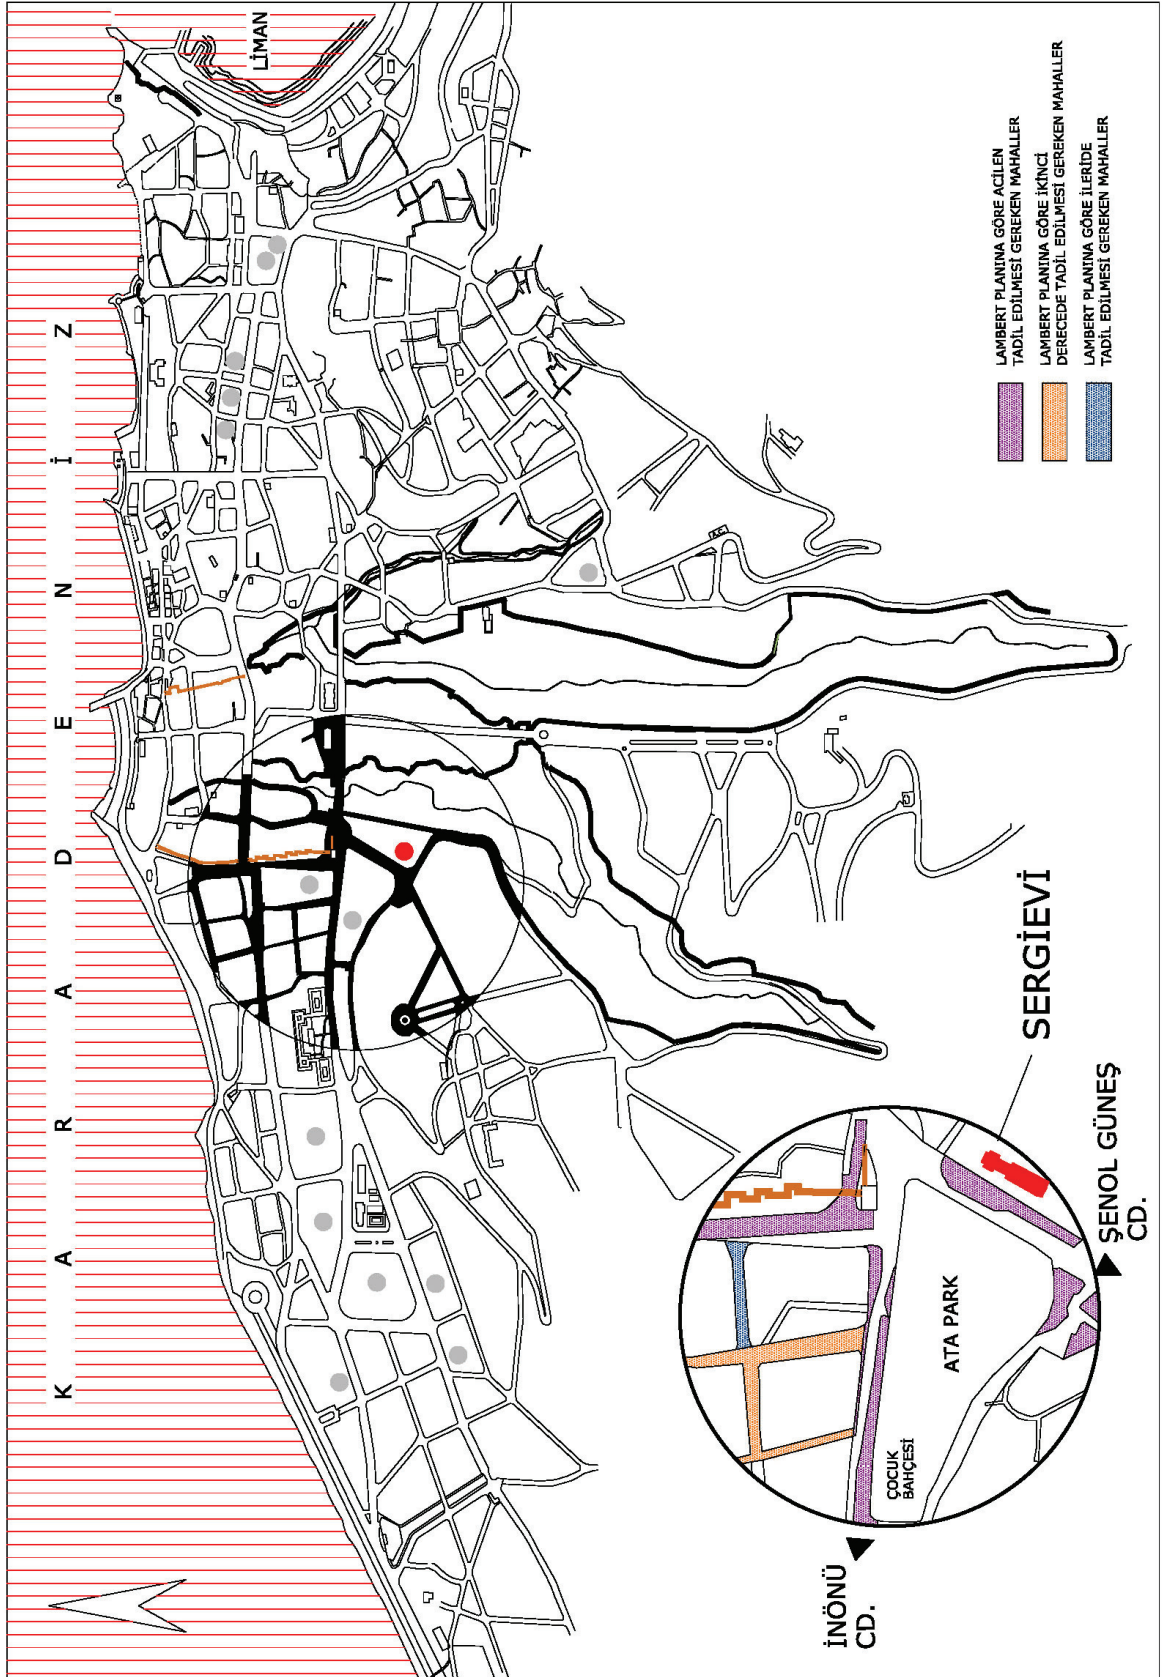 K A R A D E N İ Z
LİMAN
A.C.
LAMBERT PLANINA GÖRE ACİLEN
TADİL EDİLMESİ GEREKEN MAHALLER
LAMBERT PLANINA GÖRE İKİNCİ
DERECEDE TADİL EDİLMESİ GEREKEN MAHALLER
LAMBERT PLANINA GÖRE İLERİDE
TADİL EDİLMESİ GEREKEN MAHALLER
SERGİEVİ
ŞENOL GÜNEŞ
CD.
ATA PARK
ÇOCUK
BAHÇESİ
İNÖNÜ
CD.